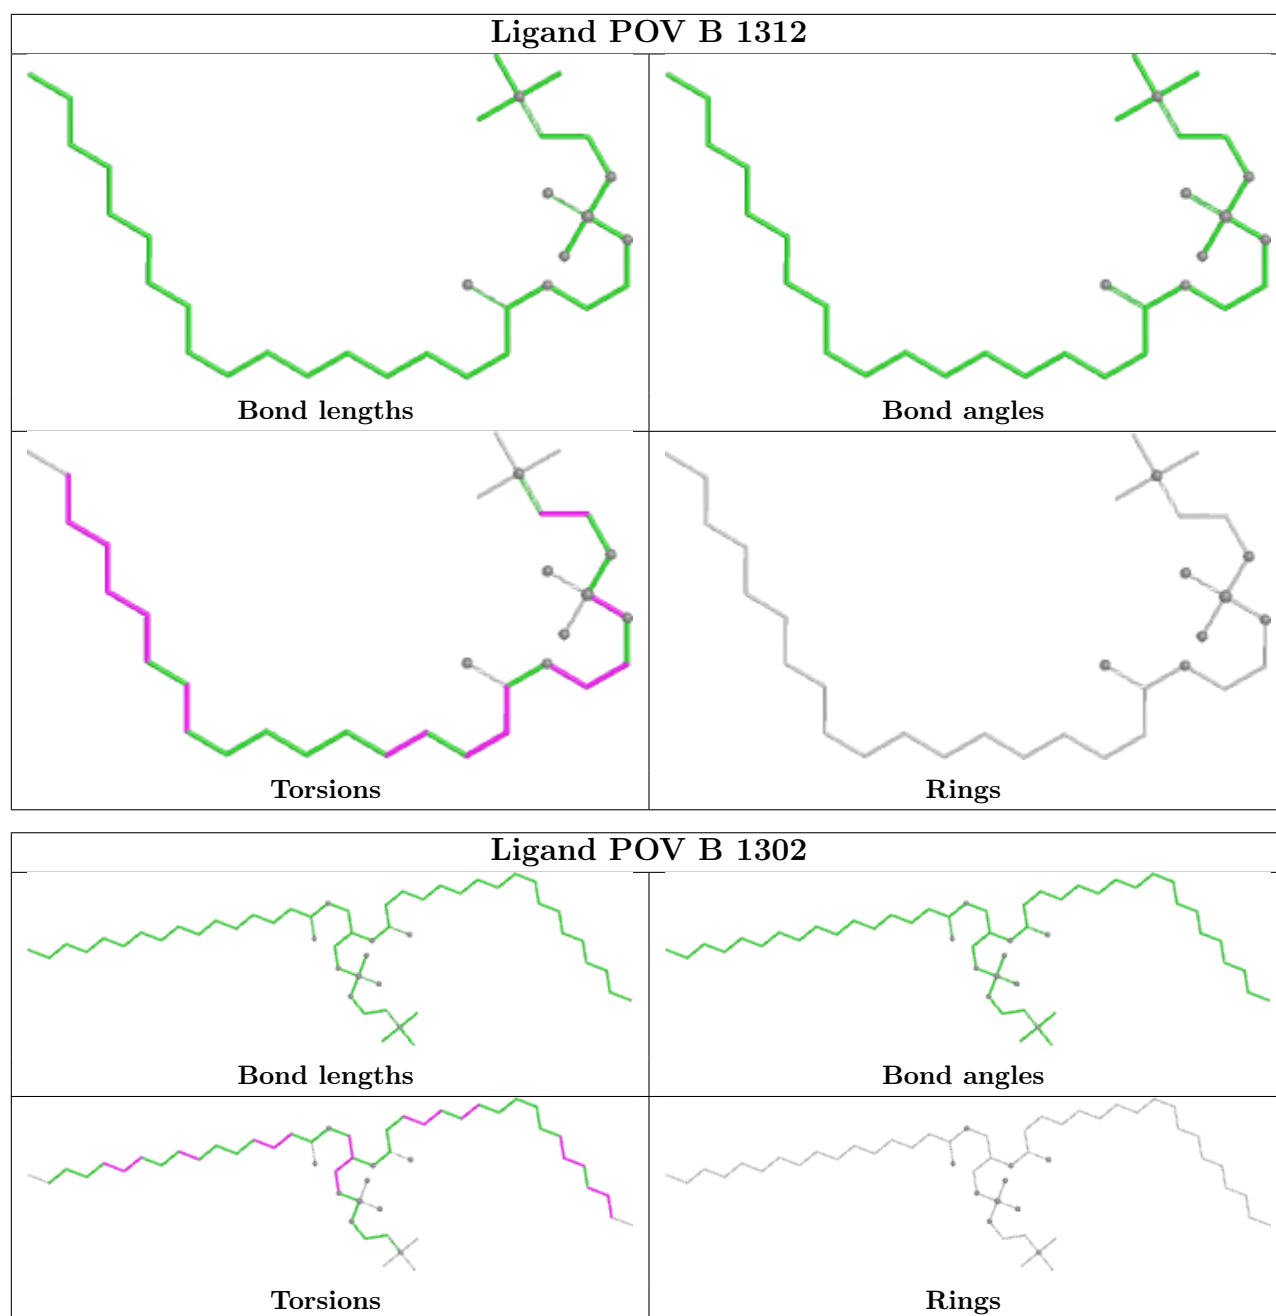 Ligand POV B 1312
Bond lengths
Bond angles
Torsions
Rings
Ligand POV B 1302
Bond lengths
Bond angles
Torsions
Rings